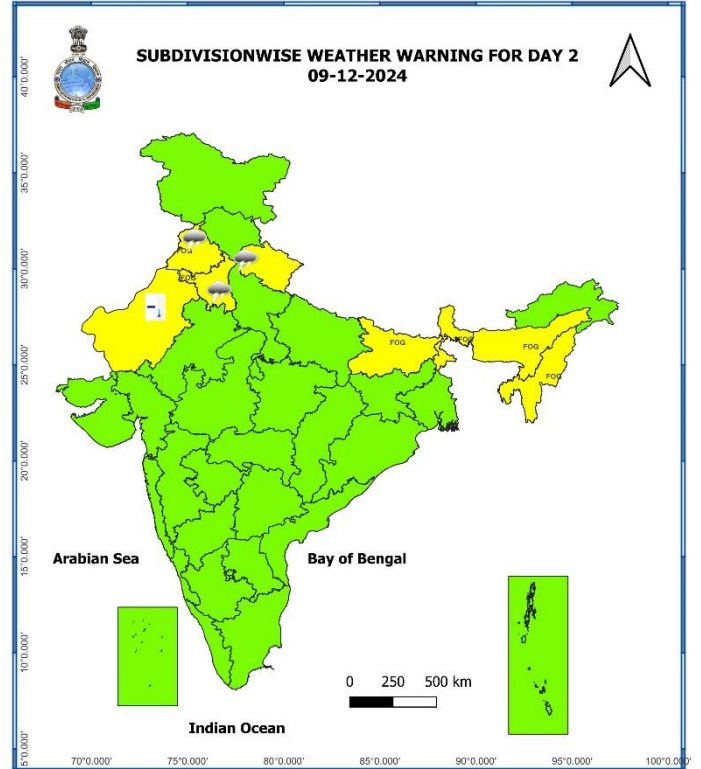 SUBDIVISIONWISE WEATHER WARNING FOR DAY 2
09-12-2024
40°0.000'
35°0.000'
30°0.000'
25°0.000'
20°0.000'
15°0.000'
10°0.000'
5°0.000'
FOG
FOG
FOG
FOG
FOG
FOG
Arabian Sea
Bay of Bengal
0 250 500 km
Indian Ocean
70°0.000' 75°0.000' 80°0.000' 85°0.000' 90°0.000' 95°0.000' 100°0.000'